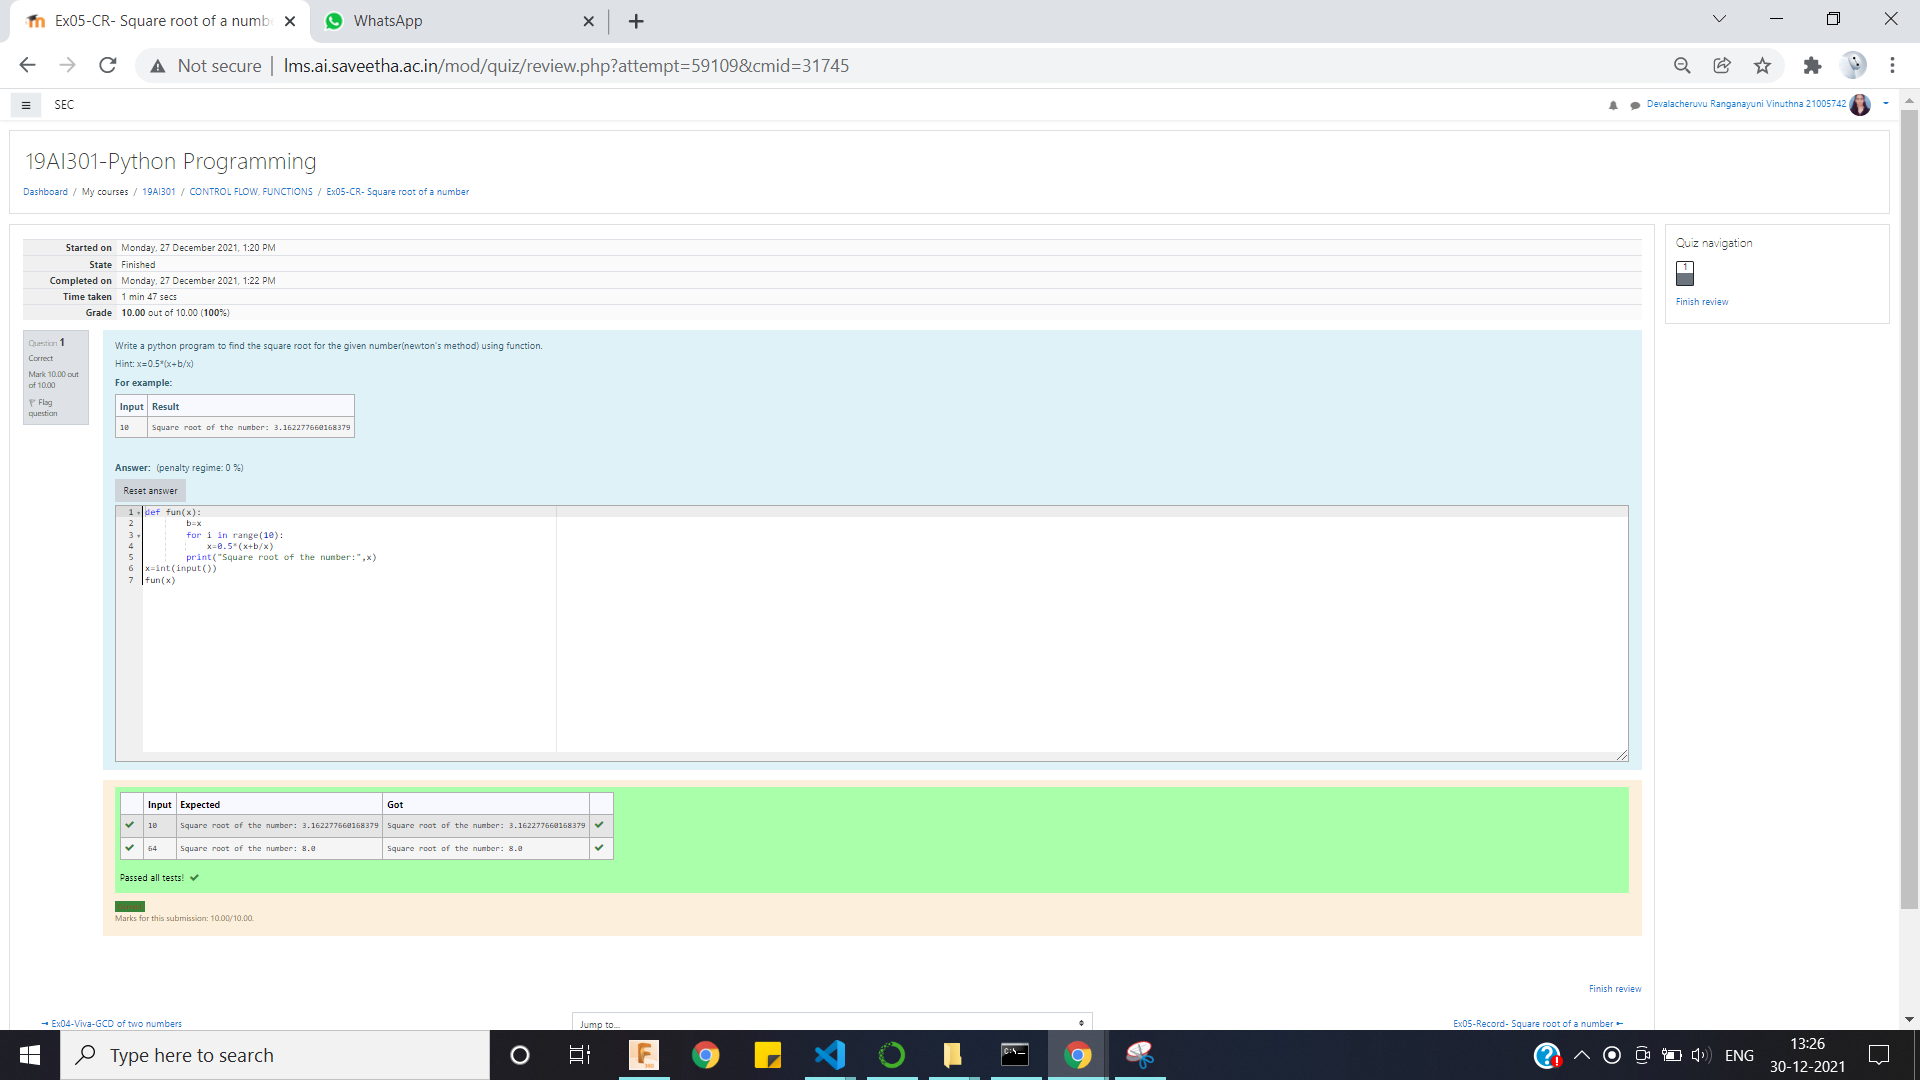 Ex05-CR- Square root of a numb
WhatsApp
Not secure
lms.ai.saveetha.ac.in/mod/quiz/review.php?attempt=59109&cmid=31745
SEC
Devalacheruvu Ranganayuni Vinuthna 21005742
19AI301-Python Programming
Dashboard / My courses / 19AI301 / CONTROL FLOW, FUNCTIONS / Ex05-CR- Square root of a number
Started on Monday, 27 December 2021, 1:20 PM
State Finished
Completed on Monday, 27 December 2021, 1:22 PM
Time taken 1 min 47 secs
Grade 10.00 out of 10.00 (100%)
Quiz navigation
1
Finish review
Question 1
Correct
Mark 10.00 out
of 10.00
Flag
question
Write a python program to find the square root for the given number(newton's method) using function.
Hint: x=0.5*(x+b/x)
For example:
Input Result
10 Square root of the number: 3.162277660168379
Answer: (penalty regime: 0 %)
Reset answer
1 def fun(x):
2 b=x
3 for i in range(10):
4 x=0.5*(x+b/x)
5 print("Square root of the number:",x)
6 x=int(input())
7 fun(x)
Input Expected Got
10 Square root of the number: 3.162277660168379 Square root of the number: 3.162277660168379
64 Square root of the number: 8.0 Square root of the number: 8.0
Passed all tests!
Marks for this submission: 10.00/10.00.
Finish review
Ex04-Viva-GCD of two numbers
Jump to...
Ex05-Record- Square root of a number
Type here to search
ENG
13:26
30-12-2021